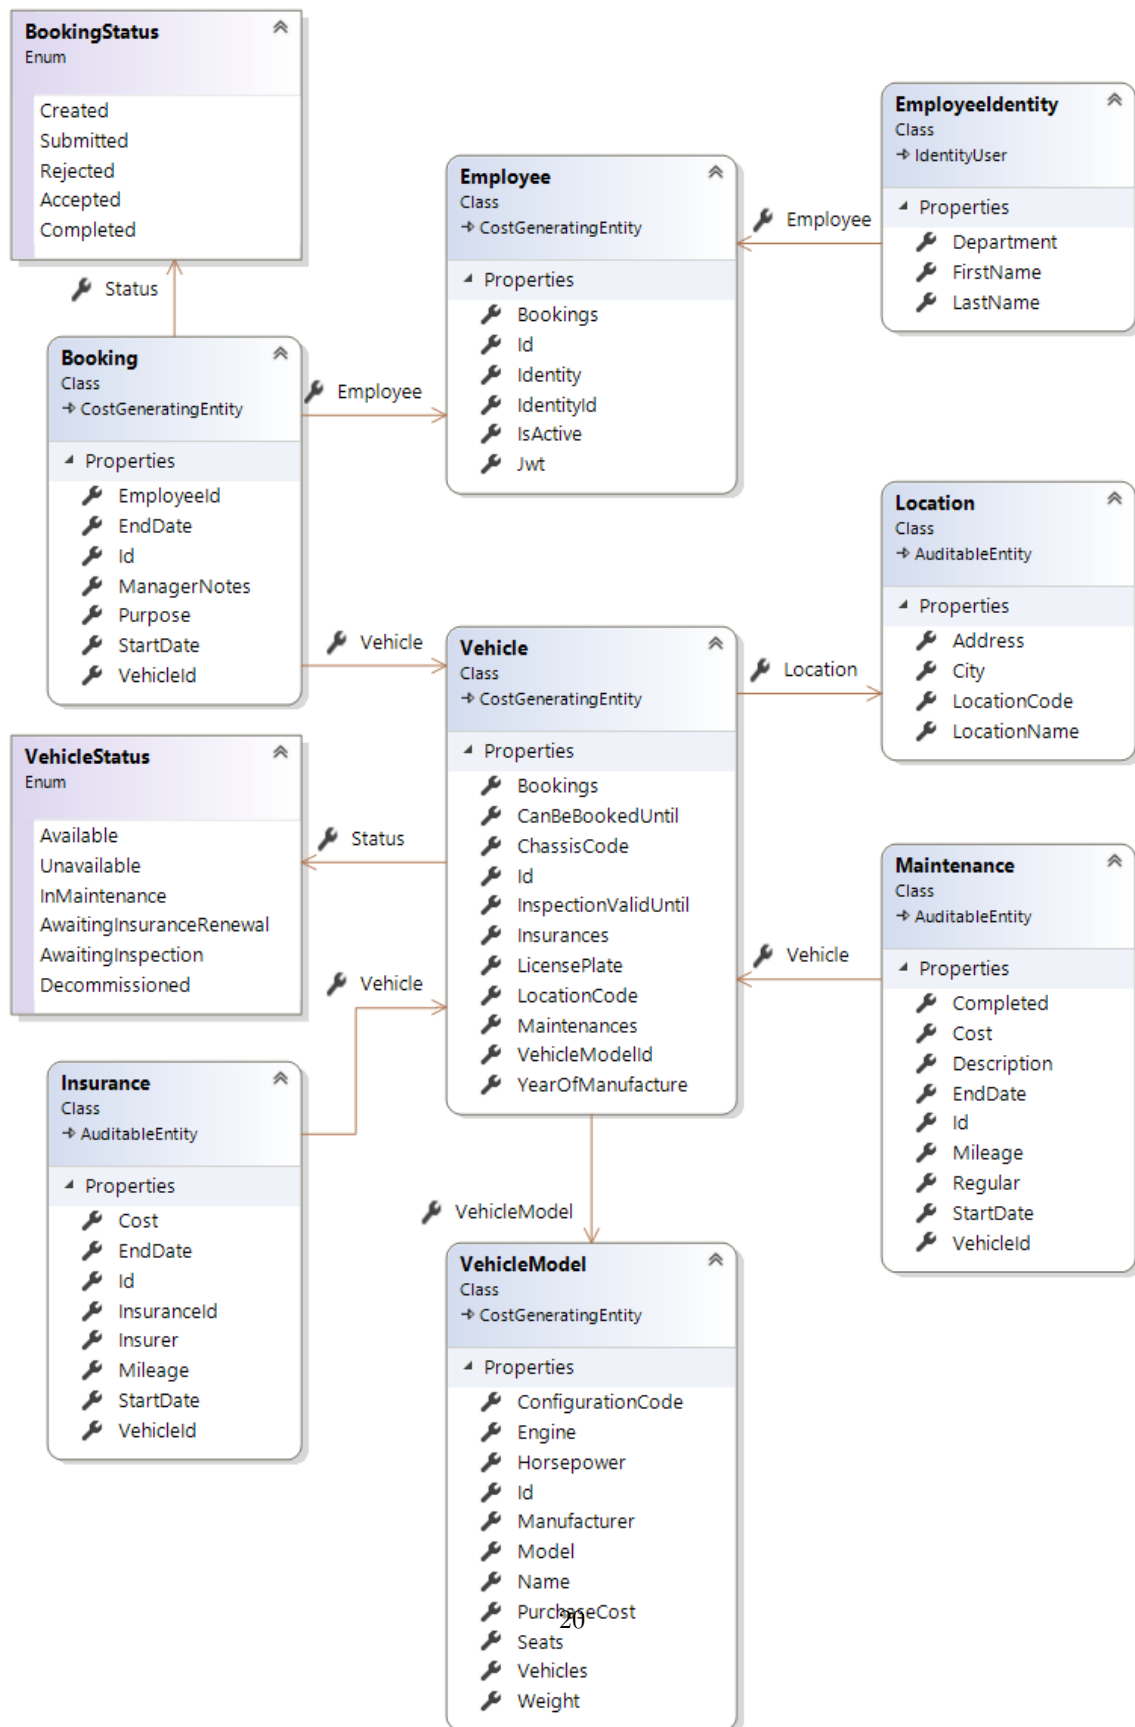 BookingStatus
Enum
Created
Submitted
Rejected
Accepted
Completed
Status
EmployeeIdentity
Class
IdentityUser
Properties
Department
FirstName
LastName
Employee
Employee
Class
CostGeneratingEntity
Properties
Bookings
Id
Identity
IdentityId
IsActive
Jwt
Booking
Class
CostGeneratingEntity
Properties
EmployeeId
EndDate
Id
ManagerNotes
Purpose
StartDate
VehicleId
Employee
Vehicle
Location
Class
AuditableEntity
Properties
Address
City
LocationCode
LocationName
Vehicle
Class
CostGeneratingEntity
Properties
Bookings
CanBeBookedUntil
ChassisCode
Id
InspectionValidUntil
Insurances
LicensePlate
LocationCode
Maintenances
VehicleModelId
YearOfManufacture
Location
VehicleStatus
Enum
Available
Unavailable
InMaintenance
AwaitingInsuranceRenewal
AwaitingInspection
Decommissioned
Status
Vehicle
Maintenance
Class
AuditableEntity
Properties
Completed
Cost
Description
EndDate
Id
Mileage
Regular
StartDate
VehicleId
Vehicle
Insurance
Class
AuditableEntity
Properties
Cost
EndDate
Id
InsuranceId
Insurer
Mileage
StartDate
VehicleId
VehicleModel
VehicleModel
Class
CostGeneratingEntity
Properties
ConfigurationCode
Engine
Horsepower
Id
Manufacturer
Model
Name
PurchaseCost
20
Seats
Vehicles
Weight